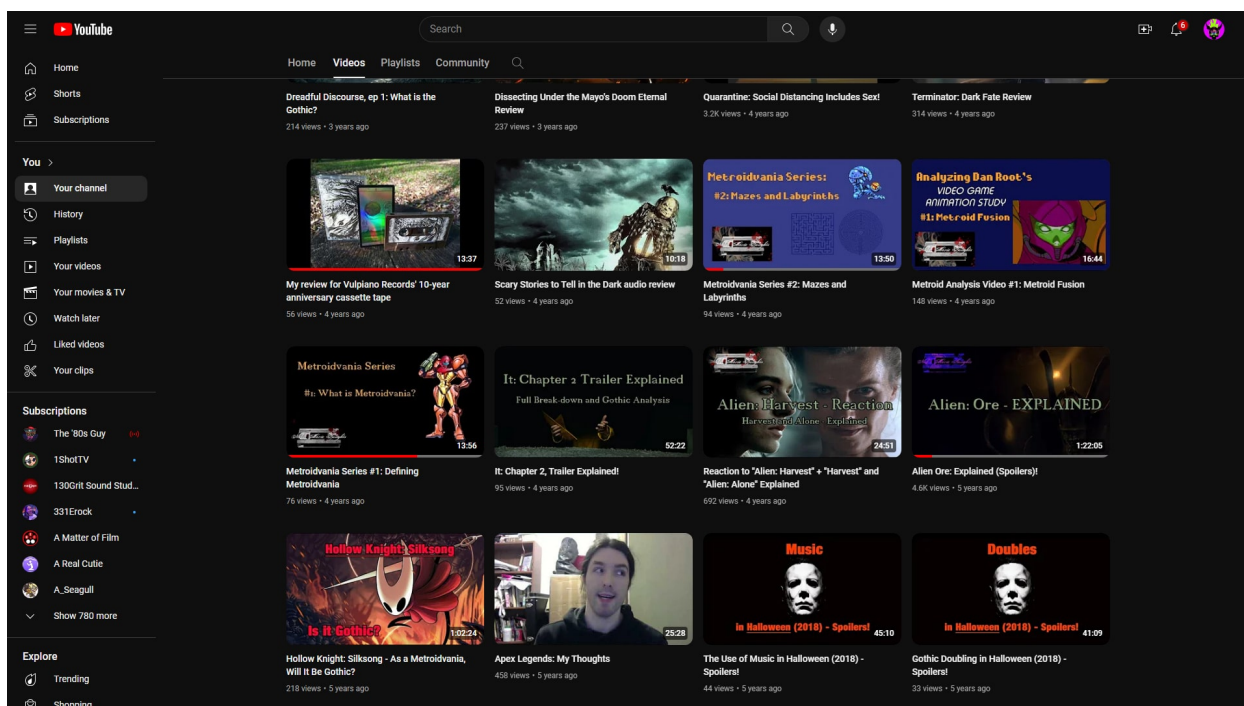 YouTube
Search
6
Home
Shorts
Subscriptions
You
Your channel
History
Playlists
Your videos
Your movies & TV
Watch later
Liked videos
Your clips
Subscriptions
The '80s Guy
1ShotTV
130Grit Sound Stud...
331Erock
A Matter of Film
A Real Cutie
A_Seagull
Show 780 more
Explore
Trending
Shopping
Home Videos Playlists Community
Dreadful Discourse, ep 1: What is the
Gothic?
214 views • 3 years ago
Dissecting Under the Mayo's Doom Eternal
Review
237 views • 3 years ago
Quarantine: Social Distancing Includes Sex!
3.2K views • 4 years ago
Terminator: Dark Fate Review
314 views • 4 years ago
13:37
My review for Vulpiano Records' 10-year
anniversary cassette tape
56 views • 4 years ago
10:18
Scary Stories to Tell in the Dark audio review
52 views • 4 years ago
Metroidvania Series:
#2: Mazes and Labyrinths
13:50
Metroidvania Series #2: Mazes and
Labyrinths
94 views • 4 years ago
Analyzing Dan Root's
VIDEO GAME
ANIMATION STUDY
#1: Metroid Fusion
16:44
Metroid Analysis Video #1: Metroid Fusion
148 views • 4 years ago
Metroidvania Series
#1: What is Metroidvania?
13:56
Metroidvania Series #1: Defining
Metroidvania
76 views • 4 years ago
It: Chapter 2 Trailer Explained
Full Break-down and Gothic Analysis
52:22
It: Chapter 2, Trailer Explained!
95 views • 4 years ago
Alien: Harvest - Reaction
Harvest and Alone - Explained
24:51
Reaction to "Alien: Harvest" + "Harvest" and
"Alien: Alone" Explained
692 views • 4 years ago
Alien: Ore - EXPLAINED
1:22:05
Alien Ore: Explained (Spoilers)!
4.6K views • 5 years ago
Hollow Knight: Silksong
Is it Gothic?
1:02:24
Hollow Knight: Silksong - As a Metroidvania,
Will It Be Gothic?
218 views • 5 years ago
25:28
Apex Legends: My Thoughts
458 views • 5 years ago
Music
in Halloween (2018) - Spoilers!
45:10
The Use of Music in Halloween (2018) -
Spoilers!
44 views • 5 years ago
Doubles
in Halloween (2018) - Spoilers!
41:09
Gothic Doubling in Halloween (2018) -
Spoilers!
33 views • 5 years ago